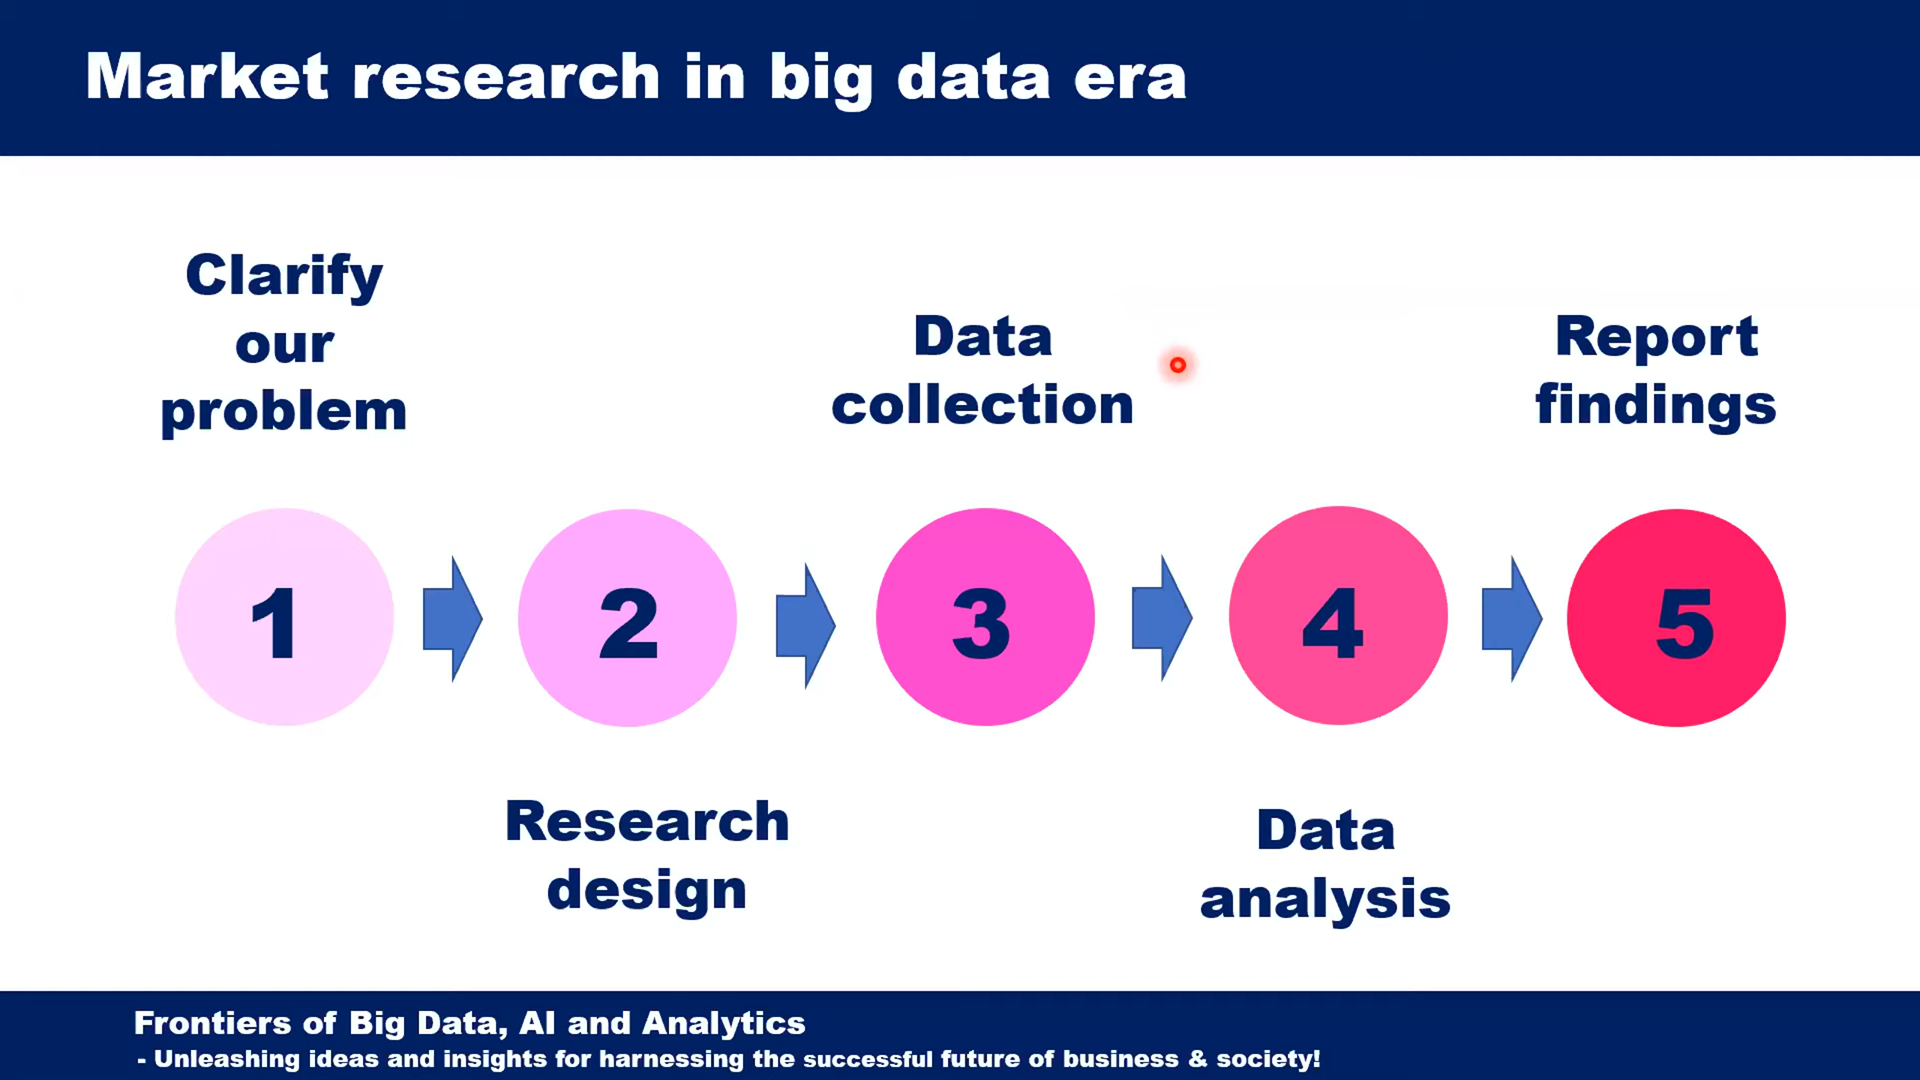 Market research in big data era
Clarify
our
problem
Data
collection
Report
findings
1
2
3
4
5
Research
design
Data
analysis
Frontiers of Big Data, AI and Analytics
- Unleashing ideas and insights for harnessing the successful future of business & society!